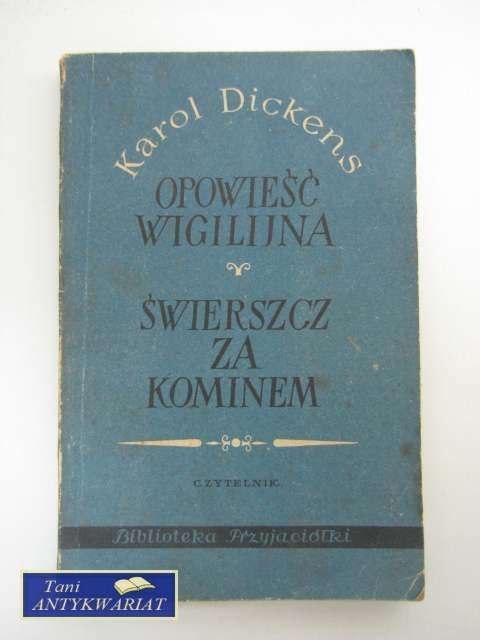 Karol Dickens
OPOWIEŚĆ
WIGILIJNA
ŚWIERSZCZ
ZA
KOMINEM
CZYTELNIK
Biblioteka Przyjaciółki
Tani
ANTYKWARIAT